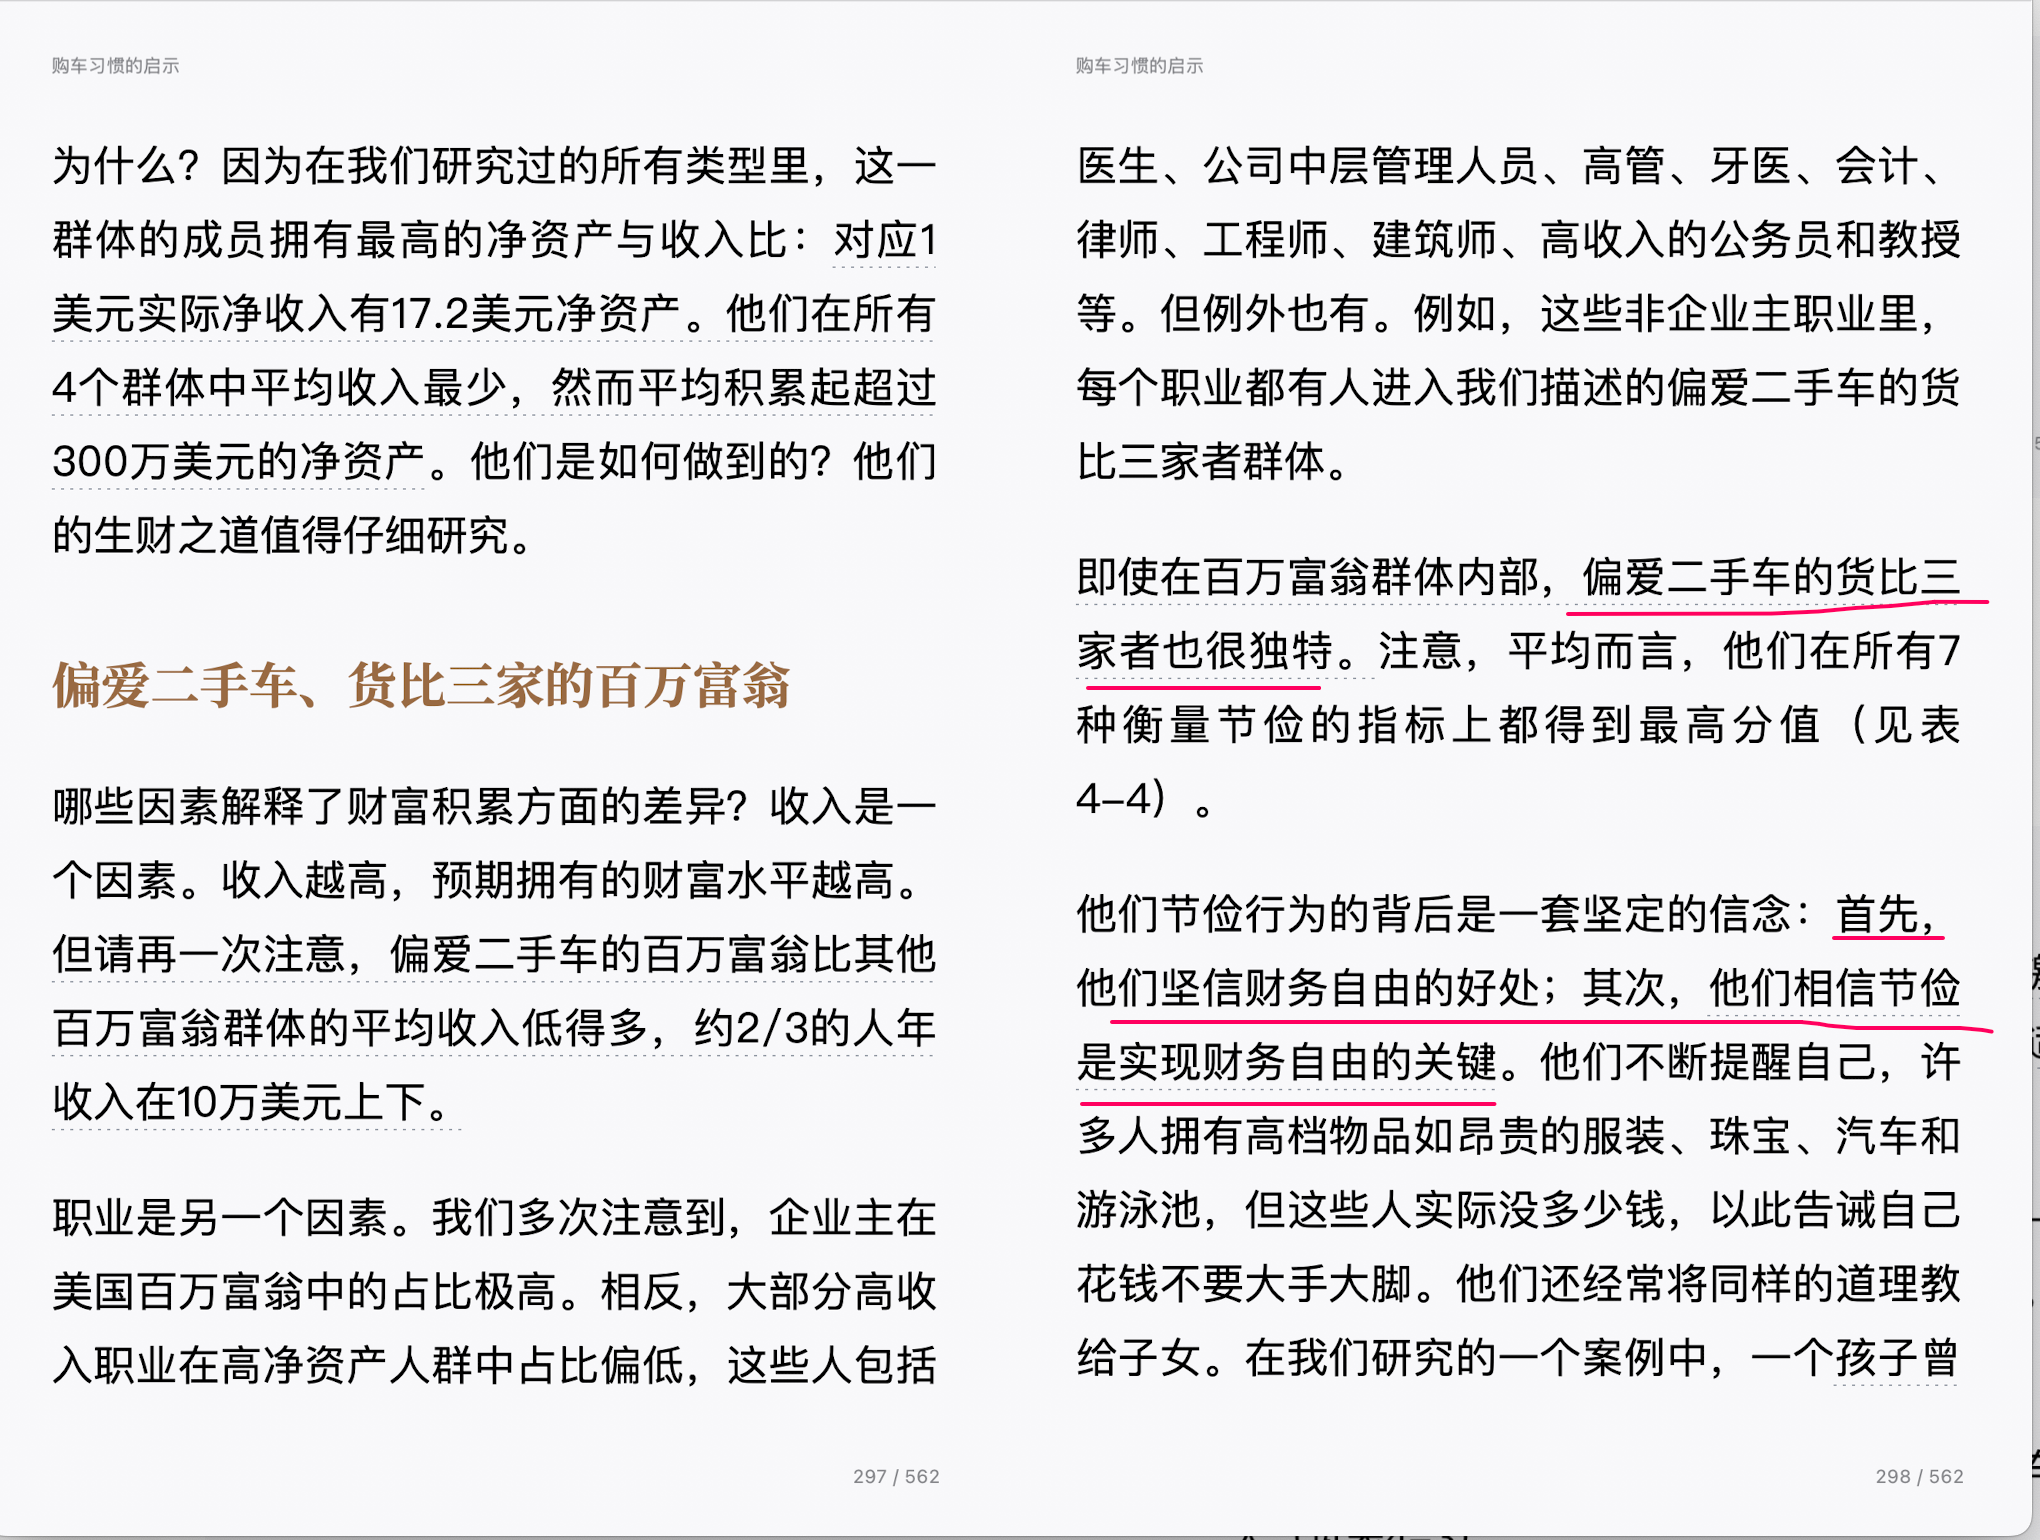 购车习惯的启示
为什么？因为在我们研究过的所有类型里，这一
群体的成员拥有最高的净资产与收入比：对应1
美元实际净收入有17.2美元净资产。他们在所有
4个群体中平均收入最少，然而平均积累起超过
300万美元的净资产。他们是如何做到的？他们
的生财之道值得仔细研究。
偏爱二手车、货比三家的百万富翁
哪些因素解释了财富积累方面的差异？收入是一
个因素。收入越高，预期拥有的财富水平越高。
但请再一次注意，偏爱二手车的百万富翁比其他
百万富翁群体的平均收入低得多，约2/3的人年
收入在10万美元上下。
职业是另一个因素。我们多次注意到，企业主在
美国百万富翁中的占比极高。相反，大部分高收
入职业在高净资产人群中占比偏低，这些人包括
297 / 562
购车习惯的启示
医生、公司中层管理人员、高管、牙医、会计、
律师、工程师、建筑师、高收入的公务员和教授
等。但例外也有。例如，这些非企业主职业里，
每个职业都有人进入我们描述的偏爱二手车的货
比三家者群体。
即使在百万富翁群体内部，偏爱二手车的货比三
家者也很独特。注意，平均而言，他们在所有7
种衡量节俭的指标上都得到最高分值（见表
4–4）。
他们节俭行为的背后是一套坚定的信念：首先，
他们坚信财务自由的好处；其次，他们相信节俭
是实现财务自由的关键。他们不断提醒自己，许
多人拥有高档物品如昂贵的服装、珠宝、汽车和
游泳池，但这些人实际没多少钱，以此告诫自己
花钱不要大手大脚。他们还经常将同样的道理教
给子女。在我们研究的一个案例中，一个孩子曾
298 / 562